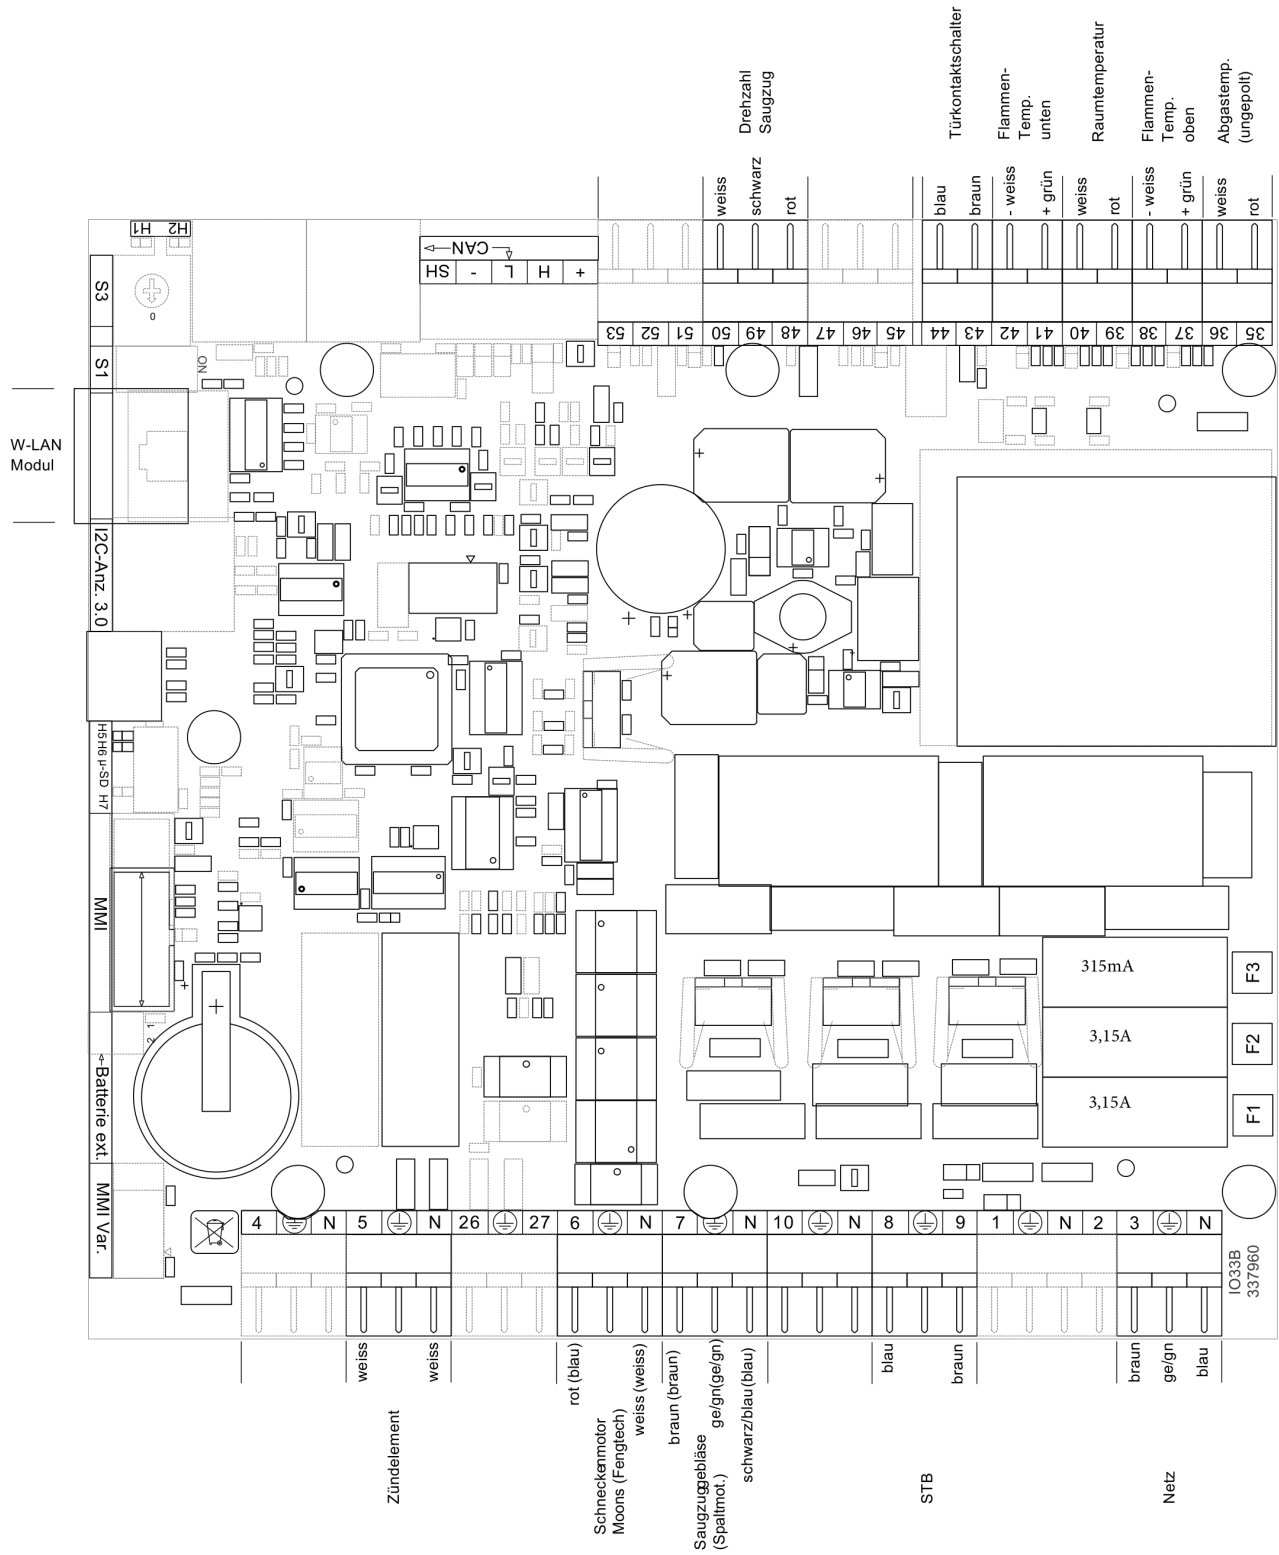 Drehzahl
Saugzug
Türkontaktschalter
Flammen-
Temp.
unten
Raumtemperatur
Flammen-
Temp.
oben
Abgastemp.
(ungepolt)
weiss
schwarz
rot
blau
braun
- weiss
+ grün
weiss
rot
- weiss
+ grün
weiss
rot
H1 H2
CAN
SH - L H +
53 52 51 50 49 48 47 46 45 44 43 42 41 40 39 38 37 36 35
S3
0
S1
NO
W-LAN
Modul
I2C-Anz. 3.0
H5 H6 µ-SD H7
MMI
2 1
Batterie ext.
MMI Var.
315mA
F3
3,15A
F2
3,15A
F1
4 N 5 N 26 27 6 N 7 N 10 N 8 9 1 N 2 3 N
IO33B
337960
weiss
weiss
rot (blau)
weiss (weiss)
braun (braun)
ge/gn(ge/gn)
schwarz/blau(blau)
blau
braun
braun
ge/gn
blau
Zündelement
Schneckenmotor
Moons (Fengtech)
Saugzuggebläse
(Spaltmot.)
STB
Netz